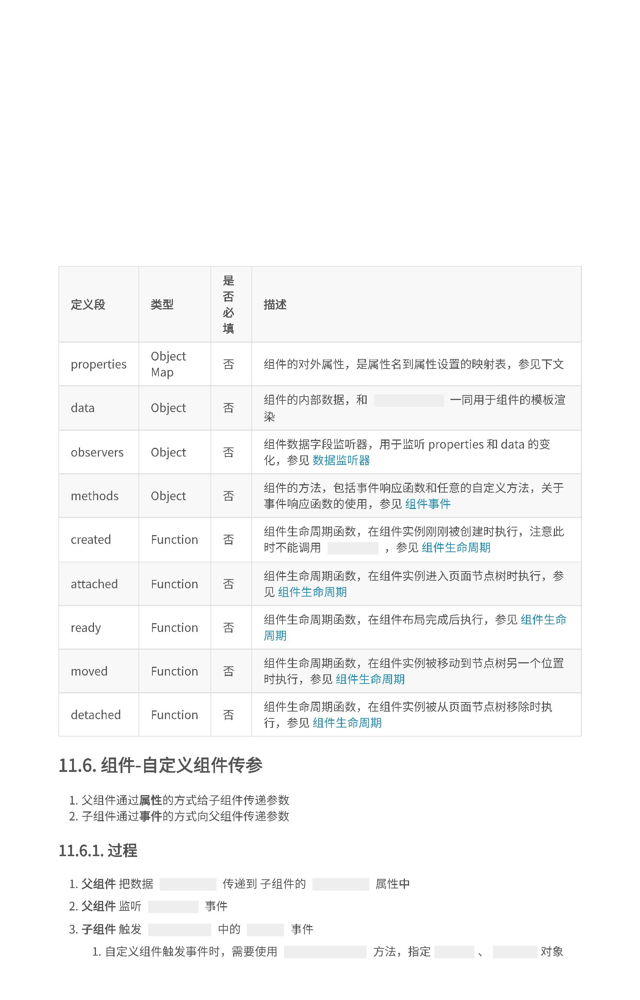 定义段 类型 是否必填 描述
properties Object Map 否 组件的对外属性，是属性名到属性设置的映射表，参见下文
data Object 否 组件的内部数据，和 一同用于组件的模板渲
染
observers Object 否 组件数据字段监听器，用于监听 properties 和 data 的变
化，参见 数据监听器
methods Object 否 组件的方法，包括事件响应函数和任意的自定义方法，关于
事件响应函数的使用，参见 组件事件
created Function 否 组件生命周期函数，在组件实例刚刚被创建时执行，注意此
时不能调用 ，参见 组件生命周期
attached Function 否 组件生命周期函数，在组件实例进入页面节点树时执行，参
见 组件生命周期
ready Function 否 组件生命周期函数，在组件布局完成后执行，参见 组件生命
周期
moved Function 否 组件生命周期函数，在组件实例被移动到节点树另一个位置
时执行，参见 组件生命周期
detached Function 否 组件生命周期函数，在组件实例被从页面节点树移除时执
行，参见 组件生命周期
11.6. 组件-自定义组件传参
1. 父组件通过属性的方式给子组件传递参数
2. 子组件通过事件的方式向父组件传递参数
11.6.1. 过程
1. 父组件 把数据 传递到 子组件的 属性中
2. 父组件 监听 事件
3. 子组件 触发 中的 事件
1. 自定义组件触发事件时，需要使用 方法，指定 、 对象